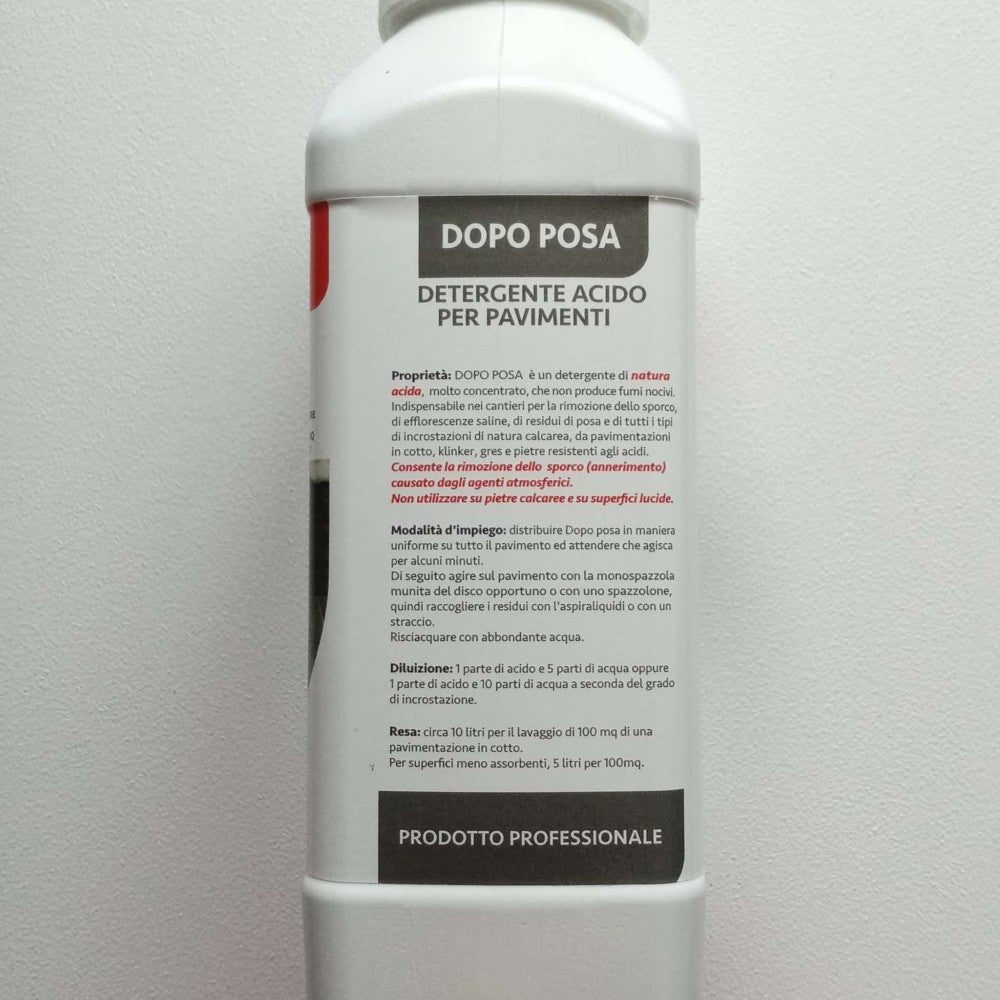 DOPO POSA
DETERGENTE ACIDO
PER PAVIMENTI
Proprietà: DOPO POSA è un detergente di natura
acida, molto concentrato, che non produce fumi nocivi.
Indispensabile nei cantieri per la rimozione dello sporco,
di efflorescenze saline, di residui di posa e di tutti i tipi
di incrostazioni di natura calcarea, da pavimentazioni
in cotto, klinker, gres e pietre resistenti agli acidi.
Consente la rimozione dello sporco (annerimento)
causato dagli agenti atmosferici.
Non utilizzare su pietre calcaree e su superfici lucide.
Modalità d'impiego: distribuire Dopo posa in maniera
uniforme su tutto il pavimento ed attendere che agisca
per alcuni minuti.
Di seguito agire sul pavimento con la monospazzola
munita del disco opportuno o con uno spazzolone,
quindi raccogliere i residui con l'aspiraliquidi o con un
straccio.
Risciacquare con abbondante acqua.
Diluizione: 1 parte di acido e 5 parti di acqua oppure
1 parte di acido e 10 parti di acqua a seconda del grado
di incrostazione.
Resa: circa 10 litri per il lavaggio di 100 mq di una
pavimentazione in cotto.
Per superfici meno assorbenti, 5 litri per 100mq.
PRODOTTO PROFESSIONALE